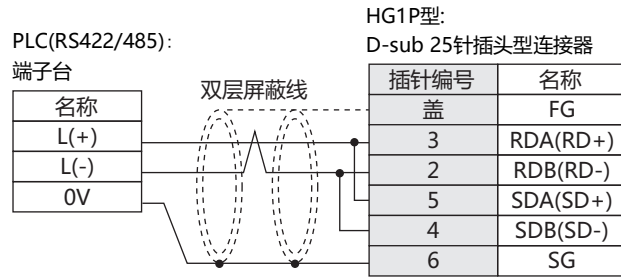 HG1P型:
PLC(RS422/485):
D-sub 25针插头型连接器
端子台
双层屏蔽线
插针编号 名称
名称
盖 FG
L(+)
3 RDA(RD+)
L(-)
2 RDB(RD-)
0V
5 SDA(SD+)
4 SDB(SD-)
6 SG